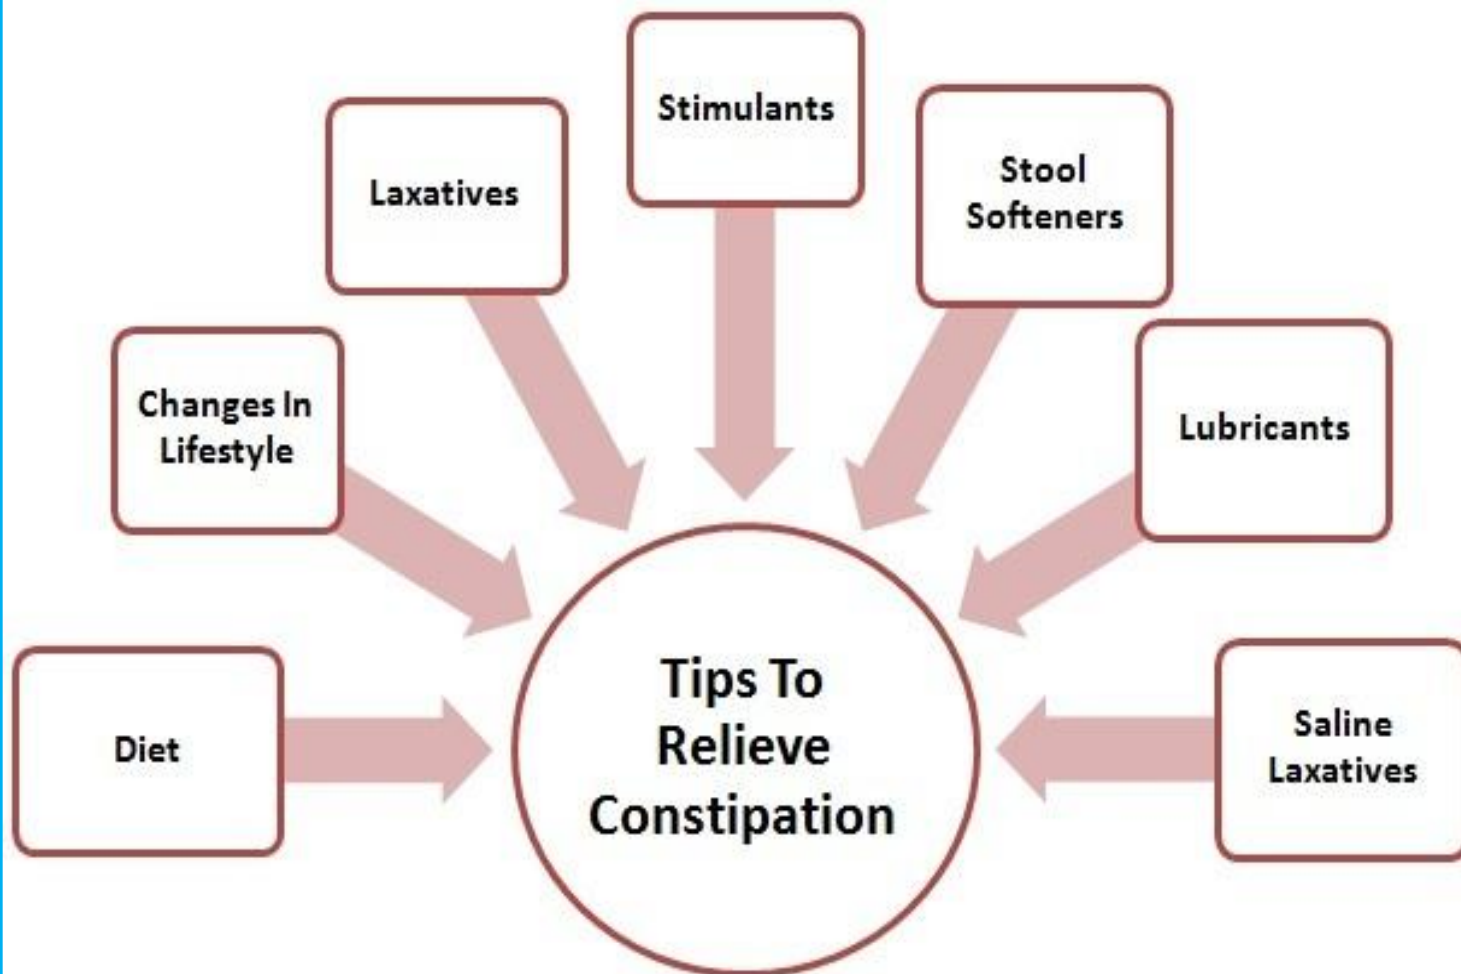 Stimulants
Stool
Softeners
Laxatives
Changes In
Lifestyle
Lubricants
Diet
Tips To
Relieve
Constipation
Saline
Laxatives